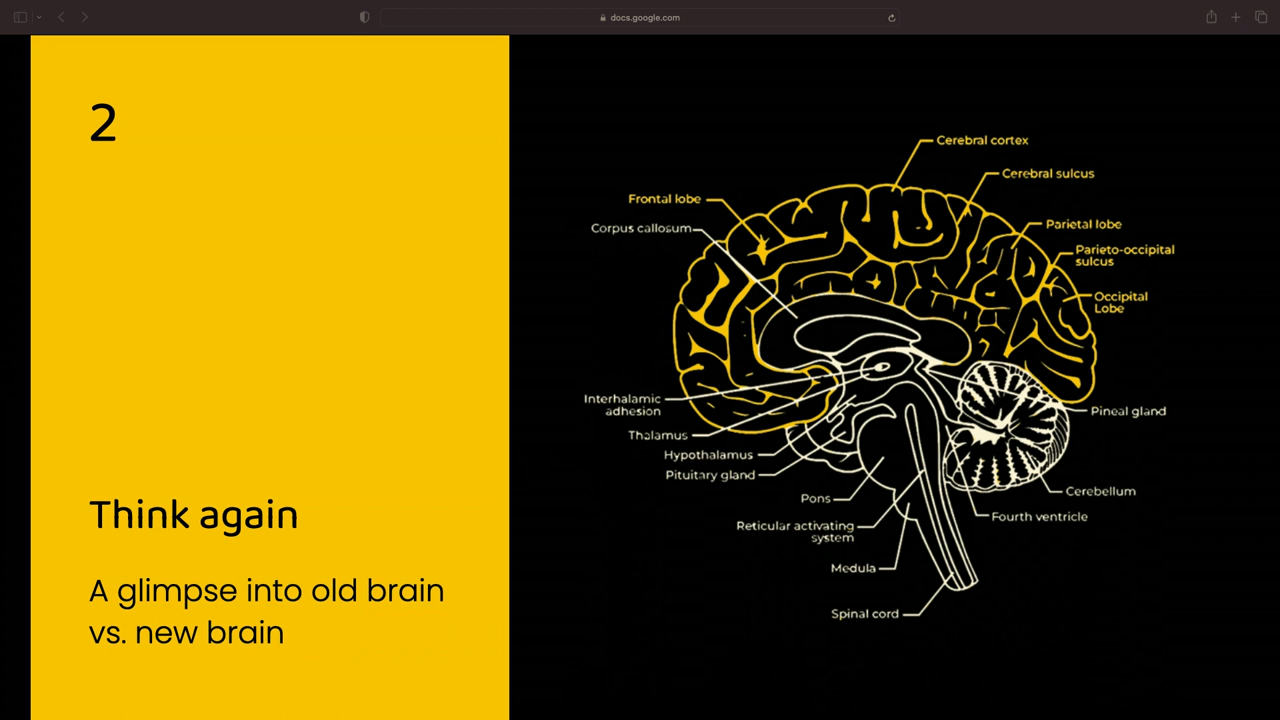 docs.google.com
2
Think again
A glimpse into old brain
vs. new brain
Cerebral cortex
Cerebral sulcus
Frontal lobe
Parietal lobe
Corpus callosum
Parieto-occipital
sulcus
Occipital
Lobe
Interhalamic
adhesion
Pineal gland
Thalamus
Hypothalamus
Pituitary gland
Cerebellum
Pons
Fourth ventricle
Reticular activating
system
Medula
Spinal cord